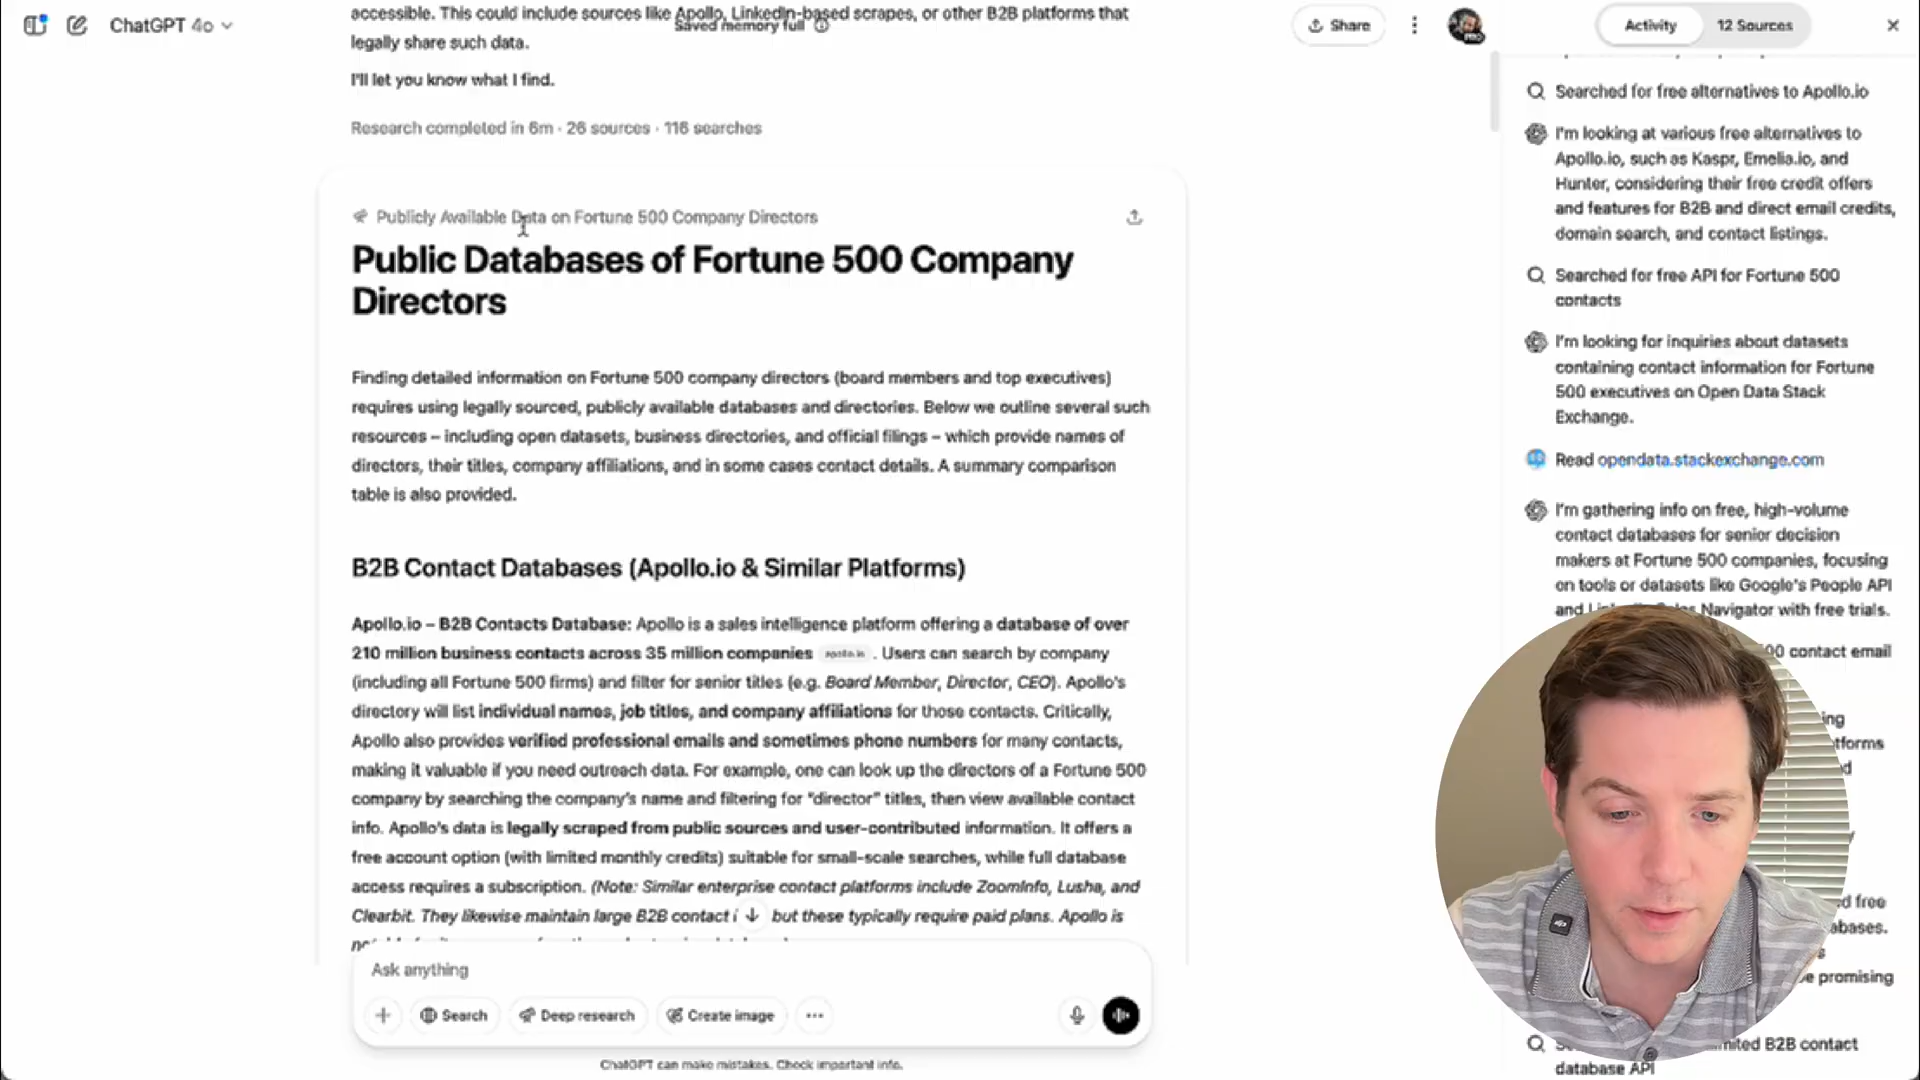 ChatGPT 4o
Saved memory full
Share
PRO
Activity
12 Sources
accessible. This could include sources like Apollo, LinkedIn-based scrapes, or other B2B platforms that
legally share such data.
I'll let you know what I find.
Research completed in 6m · 26 sources · 116 searches
Publicly Available Data on Fortune 500 Company Directors
Public Databases of Fortune 500 Company
Directors
Finding detailed information on Fortune 500 company directors (board members and top executives)
requires using legally sourced, publicly available databases and directories. Below we outline several such
resources – including open datasets, business directories, and official filings – which provide names of
directors, their titles, company affiliations, and in some cases contact details. A summary comparison
table is also provided.
B2B Contact Databases (Apollo.io & Similar Platforms)
Apollo.io – B2B Contacts Database: Apollo is a sales intelligence platform offering a database of over
210 million business contacts across 35 million companies apollo.io . Users can search by company
(including all Fortune 500 firms) and filter for senior titles (e.g. Board Member, Director, CEO). Apollo's
directory will list individual names, job titles, and company affiliations for those contacts. Critically,
Apollo also provides verified professional emails and sometimes phone numbers for many contacts,
making it valuable if you need outreach data. For example, one can look up the directors of a Fortune 500
company by searching the company's name and filtering for "director" titles, then view available contact
info. Apollo's data is legally scraped from public sources and user-contributed information. It offers a
free account option (with limited monthly credits) suitable for small-scale searches, while full database
access requires a subscription. (Note: Similar enterprise contact platforms include ZoomInfo, Lusha, and
Clearbit. They likewise maintain large B2B contact but these typically require paid plans. Apollo is
Ask anything
Search
Deep research
Create image
ChatGPT can make mistakes. Check important info.
Searched for free alternatives to Apollo.io
I'm looking at various free alternatives to
Apollo.io, such as Kaspr, Emelia.io, and
Hunter, considering their free credit offers
and features for B2B and direct email credits,
domain search, and contact listings.
Searched for free API for Fortune 500
contacts
I'm looking for inquiries about datasets
containing contact information for Fortune
500 executives on Open Data Stack
Exchange.
Read opendata.stackexchange.com
I'm gathering info on free, high-volume
contact databases for senior decision
makers at Fortune 500 companies, focusing
on tools or datasets like Google's People API
and Navigator with free trials.
contact email
free
promising
B2B contact
database API